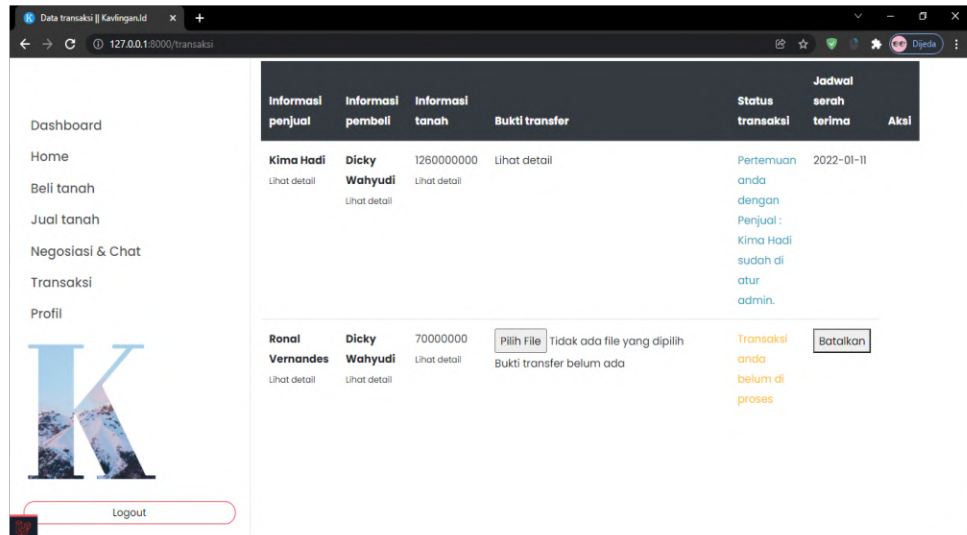 Data transaksi || Kavlingan.Id
127.0.0.1:8000/transaksi
Dijeda
Dashboard
Home
Beli tanah
Jual tanah
Negosiasi & Chat
Transaksi
Profil
K
Logout
Informasi penjual
Informasi pembeli
Informasi tanah
Bukti transfer
Status transaksi
Jadwal serah terima
Aksi
Kima Hadi
Lihat detail
Dicky
Wahyudi
Lihat detail
1260000000
Lihat detail
Lihat detail
Pertemuan
anda
dengan
Penjual :
Kima Hadi
sudah di
atur
admin.
2022-01-11
Ronal
Vernandes
Lihat detail
Dicky
Wahyudi
Lihat detail
70000000
Lihat detail
Pilih File Tidak ada file yang dipilih
Bukti transfer belum ada
Transaksi
anda
belum di
proses
Batalkan